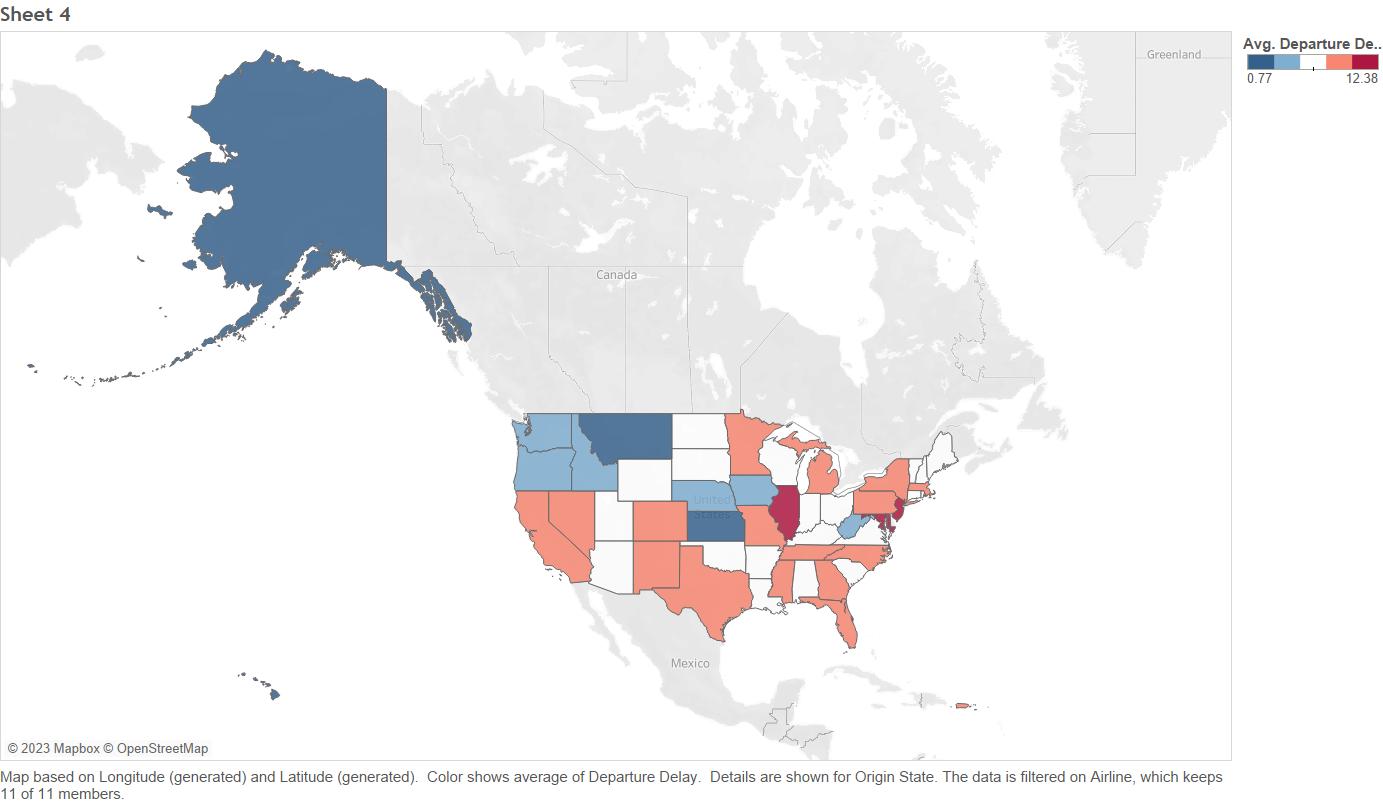 Sheet 4
Avg. Departure De..
0.77 12.38
Greenland
Canada
United
States
Mexico
© 2023 Mapbox © OpenStreetMap
Map based on Longitude (generated) and Latitude (generated).  Color shows average of Departure Delay.  Details are shown for Origin State. The data is filtered on Airline, which keeps
11 of 11 members.